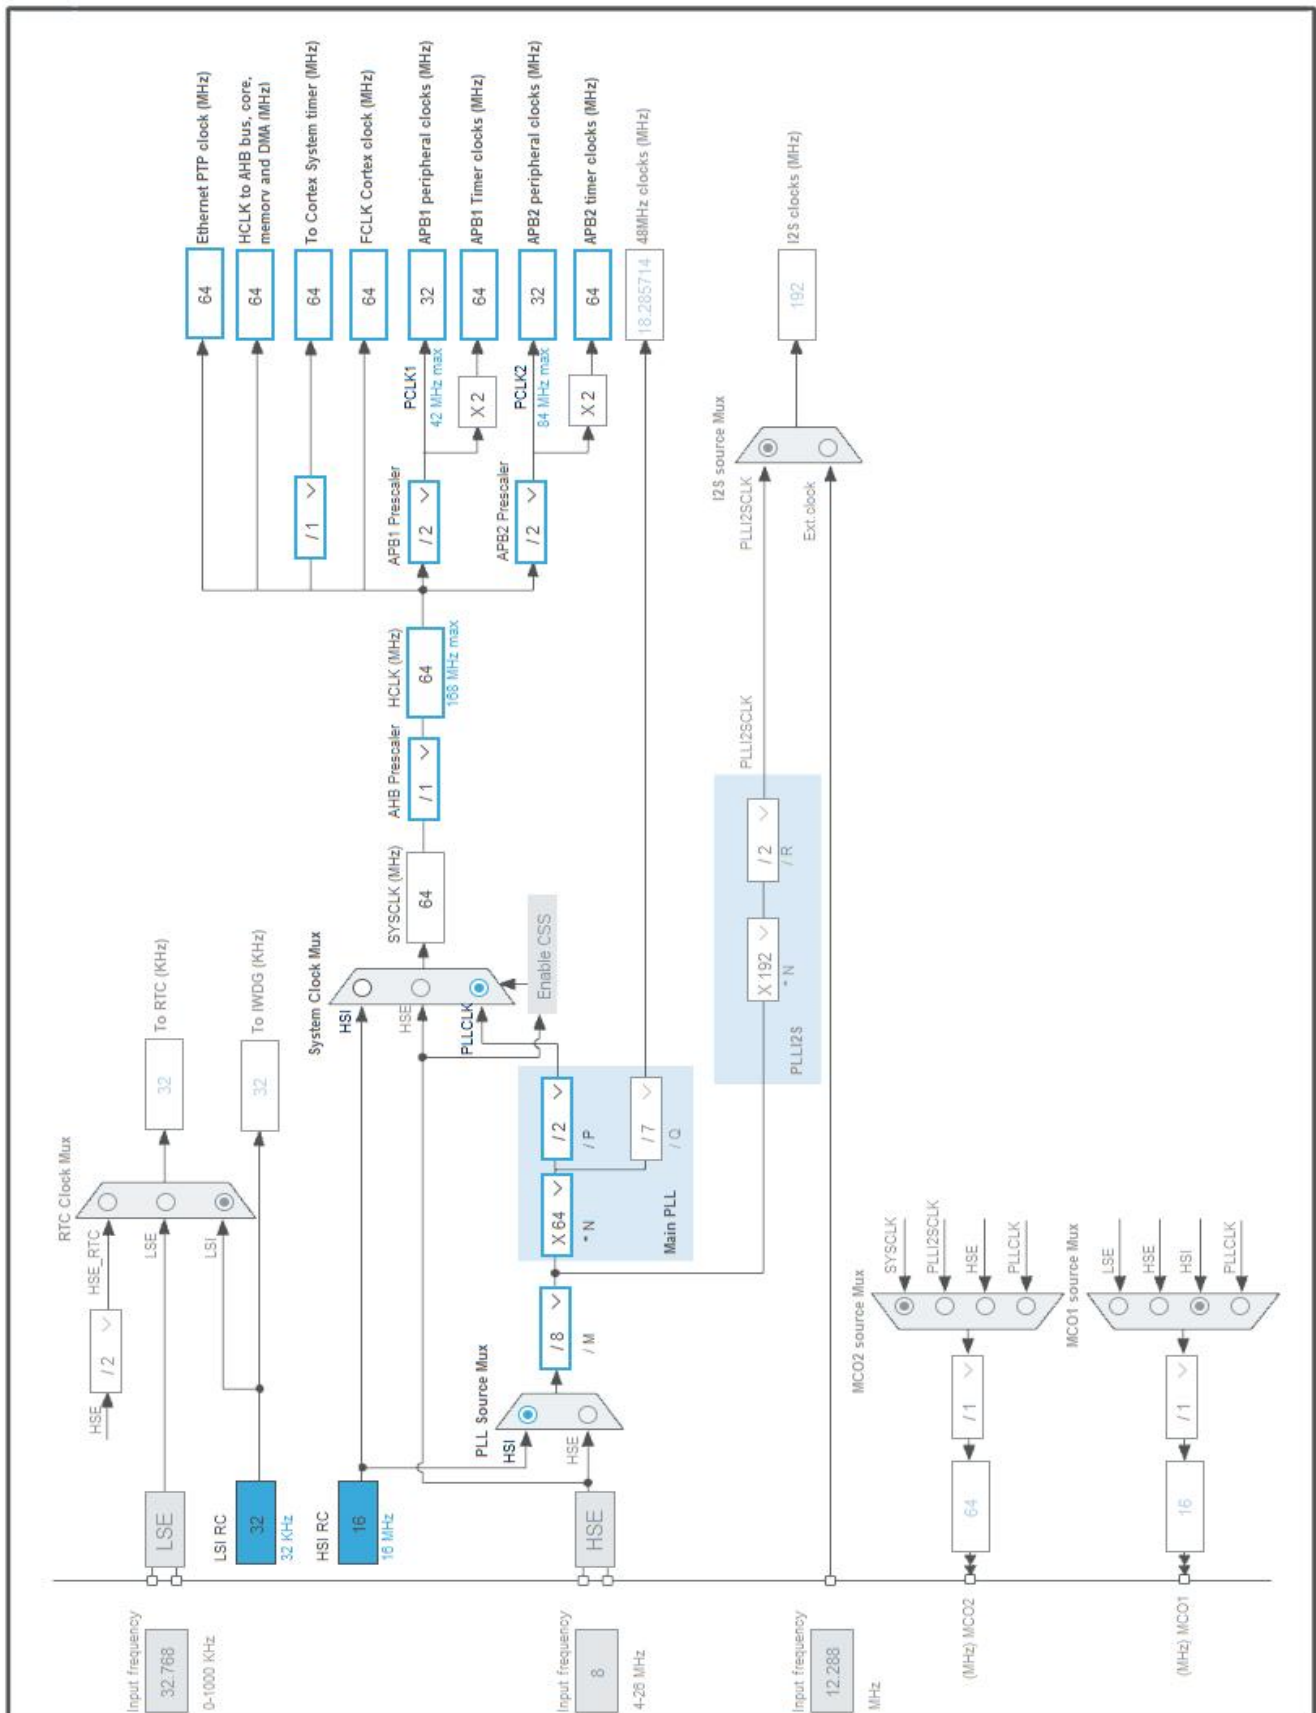 Input frequency
32.768
0-1000 KHz
LSE
HSE
/ 2
HSE_RTC
LSE
LSI
RTC Clock Mux
32
To RTC (KHz)
LSI RC
32
32 KHz
32
To IWDG (KHz)
HSI RC
16
16 MHz
System Clock Mux
HSI
HSE
PLLCLK
Enable CSS
SYSCLK (MHz)
64
AHB Prescaler
/ 1
HCLK (MHz)
64
168 MHz max
64
Ethernet PTP clock (MHz)
64
HCLK to AHB bus, core,
memory and DMA (MHz)
/ 1
64
To Cortex System timer (MHz)
64
FCLK Cortex clock (MHz)
APB1 Prescaler
/ 2
PCLK1
42 MHz max
32
APB1 peripheral clocks (MHz)
X 2
64
APB1 Timer clocks (MHz)
APB2 Prescaler
/ 2
PCLK2
84 MHz max
32
APB2 peripheral clocks (MHz)
X 2
64
APB2 timer clocks (MHz)
18.285714
48MHz clocks (MHz)
Input frequency
8
4-26 MHz
HSE
PLL Source Mux
HSI
HSE
/ 8
/ M
X 64
* N
/ 2
/ P
/ 7
/ Q
Main PLL
PLLI2S
X 192
* N
/ 2
/ R
PLLI2SCLK
PLLI2SCLK
Ext.clock
I2S source Mux
192
I2S clocks (MHz)
Input frequency
12.288
MHz
MCO2 source Mux
SYSCLK
PLLI2SCLK
HSE
PLLCLK
/ 1
64
(MHz) MCO2
MCO1 source Mux
LSE
HSE
HSI
PLLCLK
/ 1
16
(MHz) MCO1